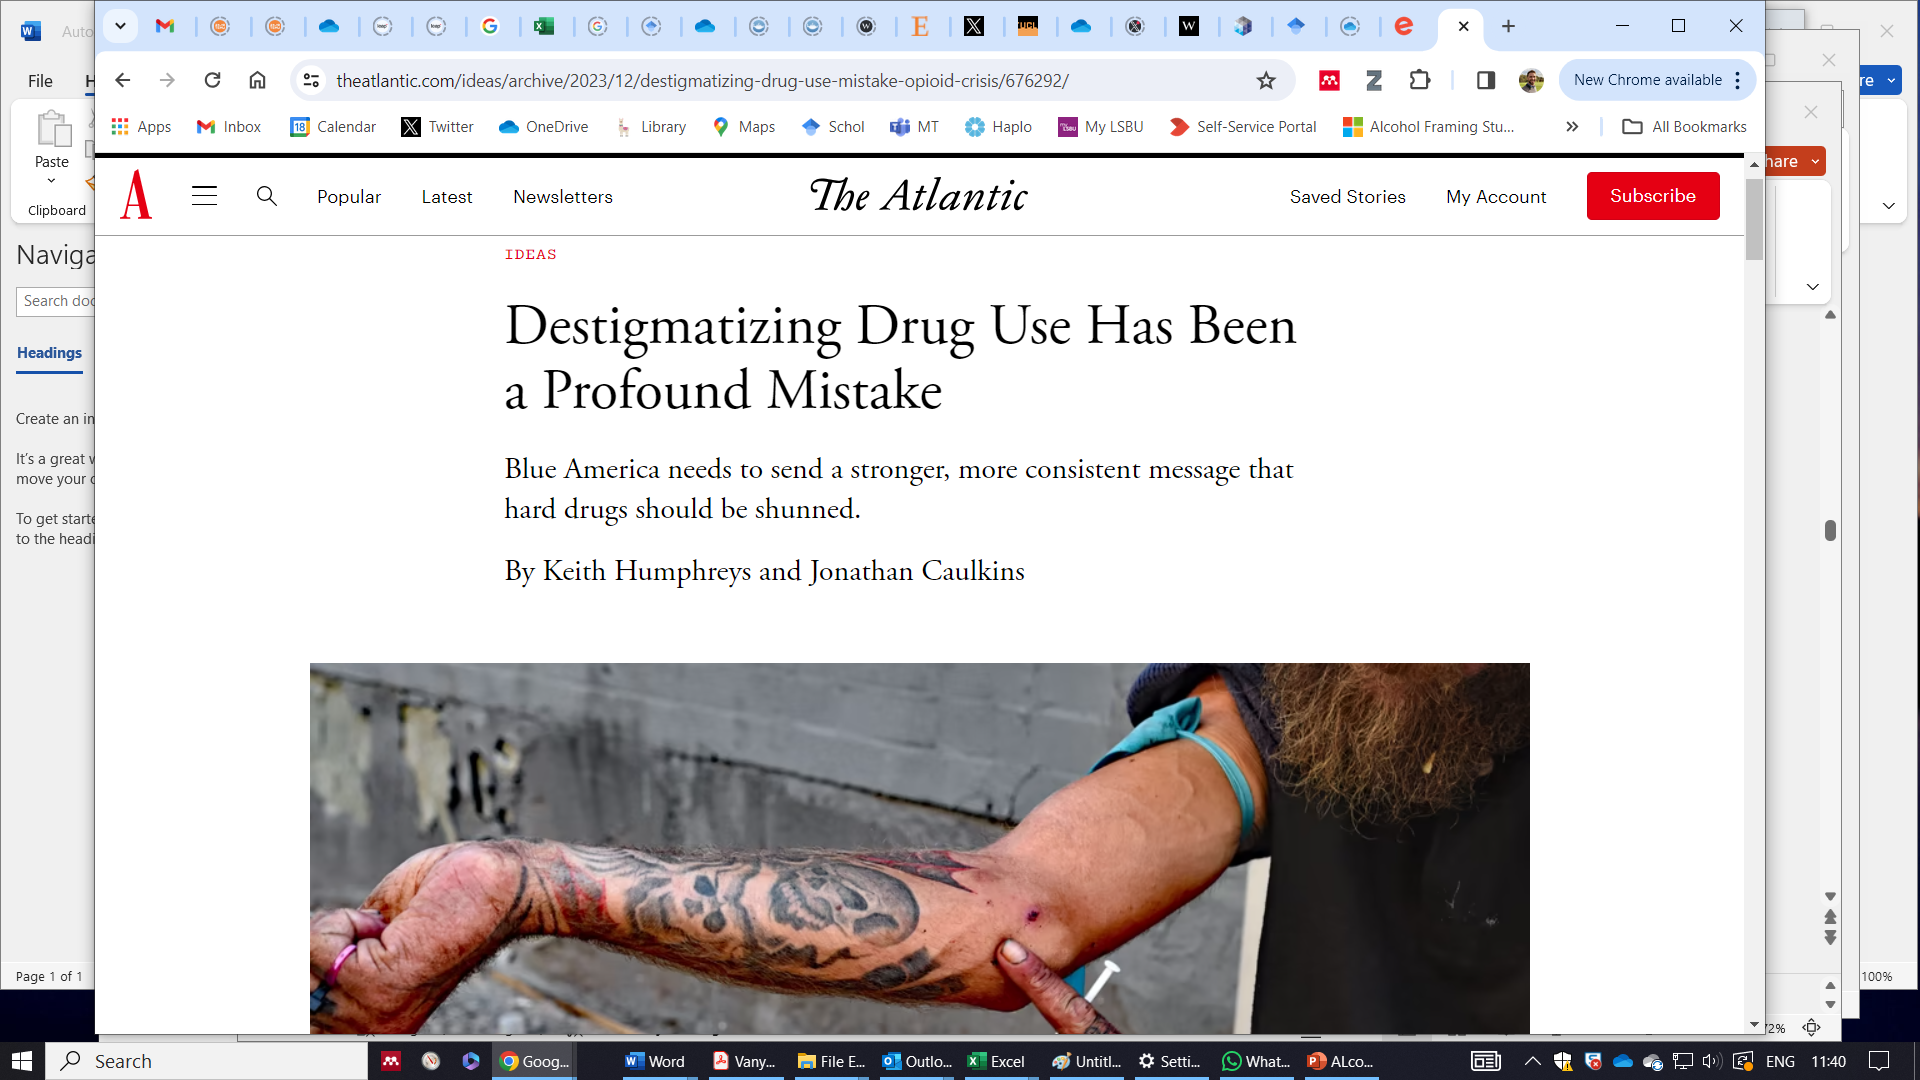 Auto
File
Paste
Clipboard
Naviga
Search doc
Headings
Create an in
It's a great w
move your o
To get starte
to the headi
Page 1 of 1
theatlantic.com/ideas/archive/2023/12/destigmatizing-drug-use-mistake-opioid-crisis/676292/
New Chrome available
Apps
Inbox
18
Calendar
Twitter
OneDrive
Library
Maps
Schol
MT
Haplo
My LSBU
Self-Service Portal
Alcohol Framing Stu...
All Bookmarks
re
hare
A
Popular
Latest
Newsletters
The Atlantic
Saved Stories
My Account
Subscribe
IDEAS
Destigmatizing Drug Use Has Been
a Profound Mistake
Blue America needs to send a stronger, more consistent message that
hard drugs should be shunned.
By Keith Humphreys and Jonathan Caulkins
100%
72%
Search
Goog...
Word
Vany...
File E...
Outlo...
Excel
Untitl...
Setti...
What...
ALco...
ENG
11:40